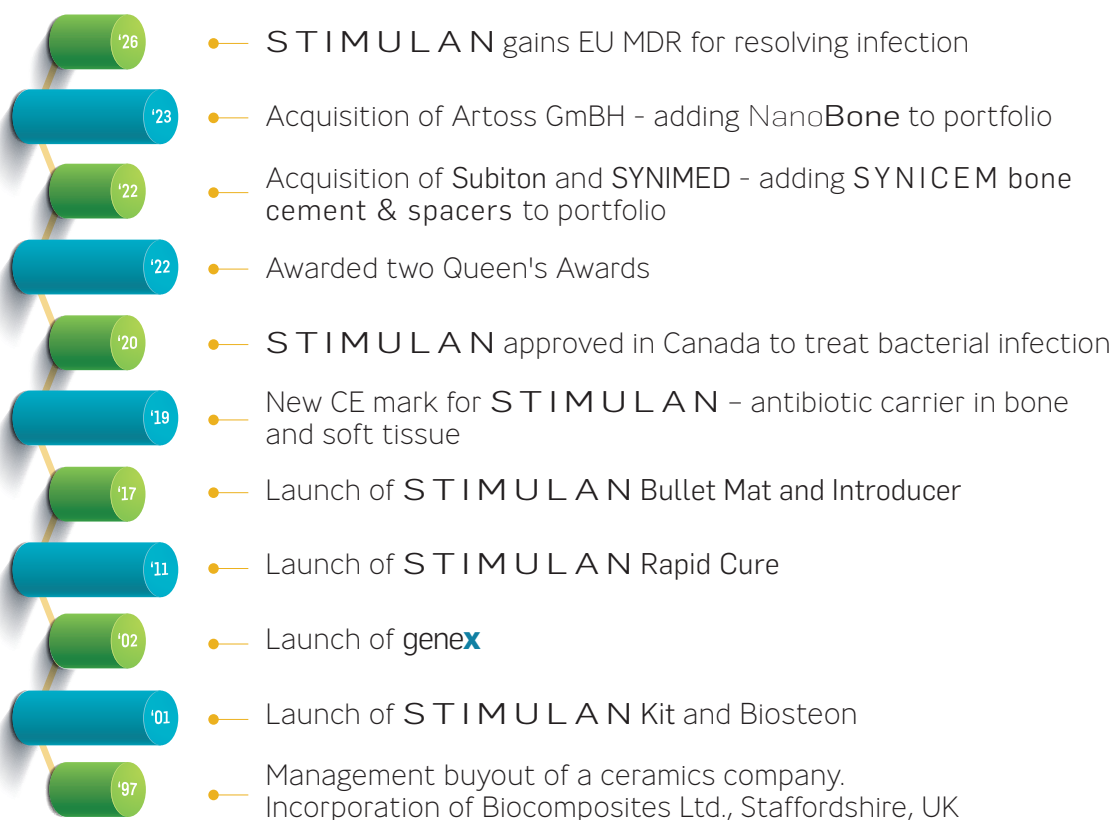 ‘26
STIMULAN gains EU MDR for resolving infection
‘23
Acquisition of Artoss GmBH - adding NanoBone to portfolio
‘22
Acquisition of Subiton and SYNIMED - adding SYNICEM bone
cement & spacers to portfolio
‘22
Awarded two Queen's Awards
‘20
STIMULAN approved in Canada to treat bacterial infection
‘19
New CE mark for STIMULAN – antibiotic carrier in bone
and soft tissue
‘17
Launch of STIMULAN Bullet Mat and Introducer
‘11
Launch of STIMULAN Rapid Cure
‘02
Launch of genex
‘01
Launch of STIMULAN Kit and Biosteon
‘97
Management buyout of a ceramics company.
Incorporation of Biocomposites Ltd., Staffordshire, UK